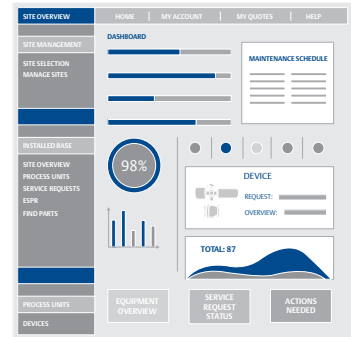 SITE OVERVIEW
HOME
MY ACCOUNT
MY QUOTES
HELP
SITE MANAGEMENT
SITE SELECTION
MANAGE SITES
INSTALLED BASE
SITE OVERVIEW
PROCESS UNITS
SERVICE REQUESTS
ESPR
FIND PARTS
PROCESS UNITS
DEVICES
DASHBOARD
MAINTENANCE SCHEDULE
98%
DEVICE
REQUEST:
OVERVIEW:
TOTAL: 87
EQUIPMENT
OVERVIEW
SERVICE
REQUEST
STATUS
ACTIONS
NEEDED